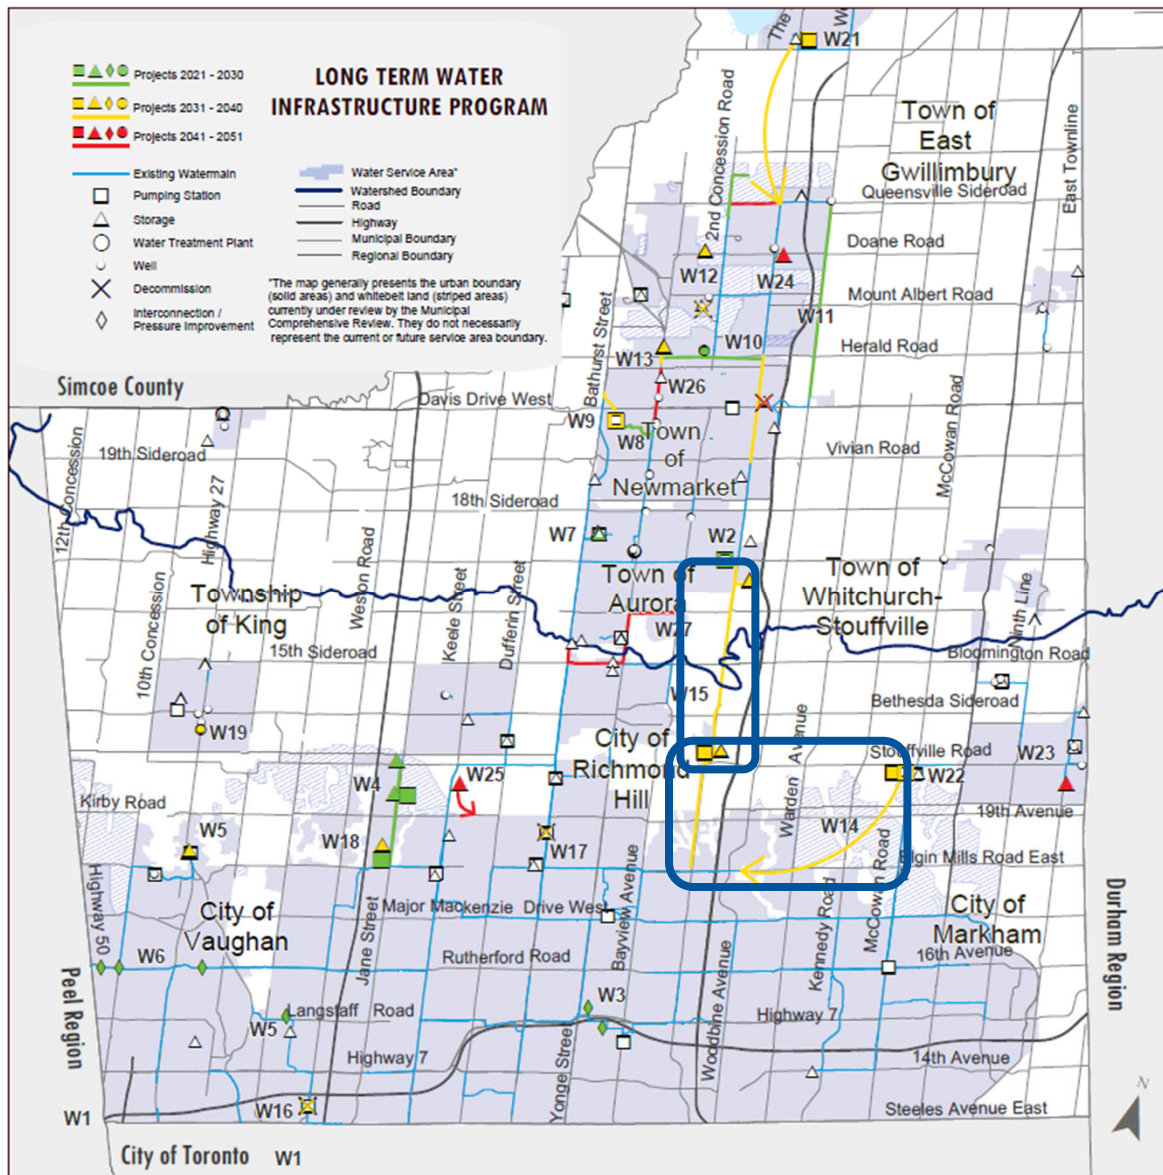 The
W
W21
LONG TERM WATER
INFRASTRUCTURE PROGRAM
Projects 2021 - 2030
Projects 2031 - 2040
Projects 2041 - 2051
Existing Watermain
Pumping Station
Storage
Water Treatment Plant
Well
Decommission
Interconnection /
Pressure Improvement
Water Service Area*
Watershed Boundary
Road
Highway
Municipal Boundary
Regional Boundary
*The map generally presents the urban boundary
(solid areas) and whitebelt land (striped areas)
currently under review by the Municipal
Comprehensive Review. They do not necessarily
represent the current or future service area boundary.
2nd Concession Road
Town of
East
Gwillimbury
East Townline
Queensville Sideroad
Doane Road
W12
W24
Mount Albert Road
W11
Bathurst Street
W10
Herald Road
W13
Simcoe County
W26
Davis Drive West
McCowan Road
W9
W8
Town
of
Newmarket
Vivian Road
12th Concession
19th Sideroad
Highway 27
18th Sideroad
W7
W2
Weston Road
Keele Street
Dufferin Street
Town of
Aurora
Town of
Whitchurch-
Stouffville
Township
of King
10th Concession
15th Sideroad
W27
Ninth Line
Bloomington Road
W15
Bethesda Sideroad
W19
City of
Richmond
Hill
Warden Avenue
Stouffville Road
W23
W25
W22
W4
Kirby Road
19th Avenue
W5
W18
W14
W17
McCowan Road
Elgin Mills Road East
Highway 50
Bayview Avenue
Kennedy Road
Jane Street
Major Mackenzie Drive West
City of
Vaughan
City of
Markham
Durham Region
W6
Rutherford Road
16th Avenue
Peel Region
Woodbine Avenue
W3
Langstaff Road
W5
Highway 7
Highway 7
14th Avenue
Yonge Street
W16
W1
Steeles Avenue East
N
City of Toronto
W1